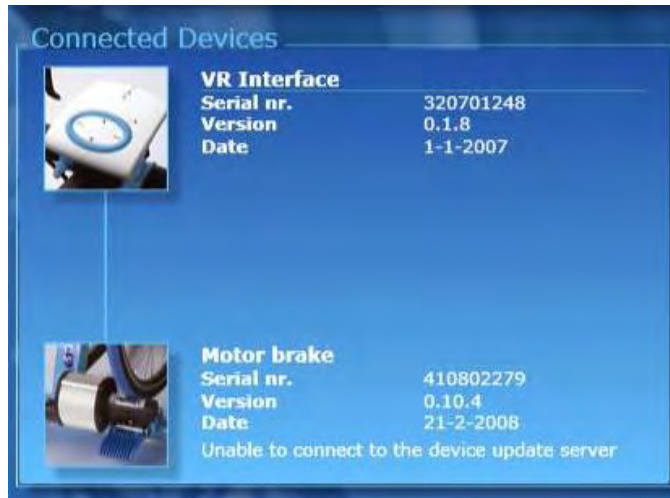 Connected Devices
VR Interface
Serial nr. 320701248
Version 0.1.8
Date 1-1-2007
Motor brake
Serial nr. 410802279
Version 0.10.4
Date 21-2-2008
Unable to connect to the device update server